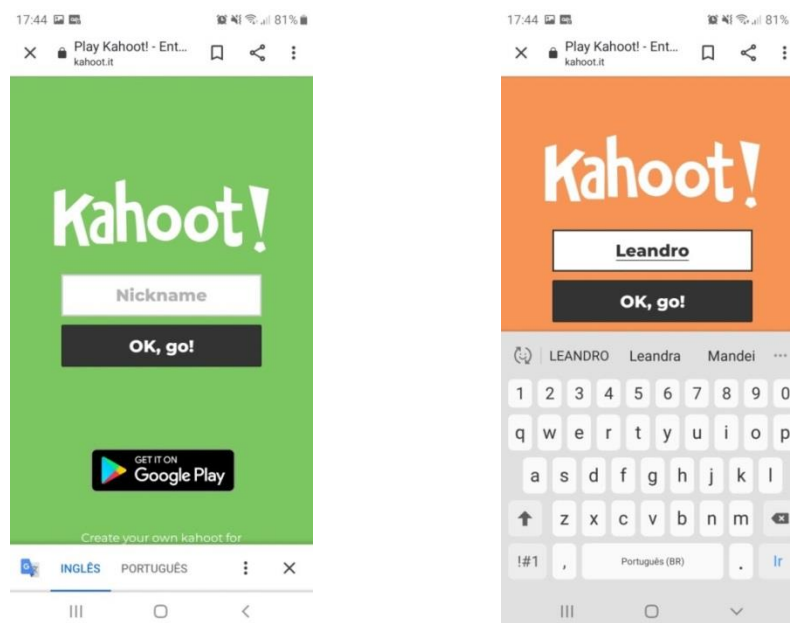 17:44 81%
Play Kahoot! - Ent...
kahoot.it
Kahoot!
Nickname
OK, go!
GET IT ON
Google Play
Create your own kahoot for
INGLÊS PORTUGUÊS
17:44 81%
Play Kahoot! - Ent...
kahoot.it
Kahoot!
Leandro
OK, go!
LEANDRO Leandra Mandei ...
1 2 3 4 5 6 7 8 9 0
q w e r t y u i o p
a s d f g h j k l
z x c v b n m
!#1 , Português (BR) . Ir